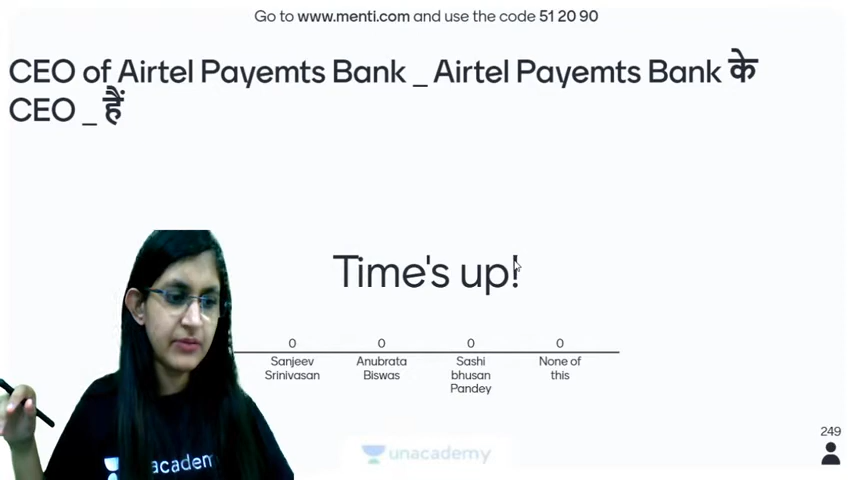 Go to www.menti.com and use the code 51 20 90
CEO of Airtel Payemts Bank _ Airtel Payemts Bank के
CEO _ हैं
Time's up!
0 0 0 0
Sanjeev Srinivasan
Anubrata Biswas
Sashi bhusan Pandey
None of this
249
unacademy
unacadem